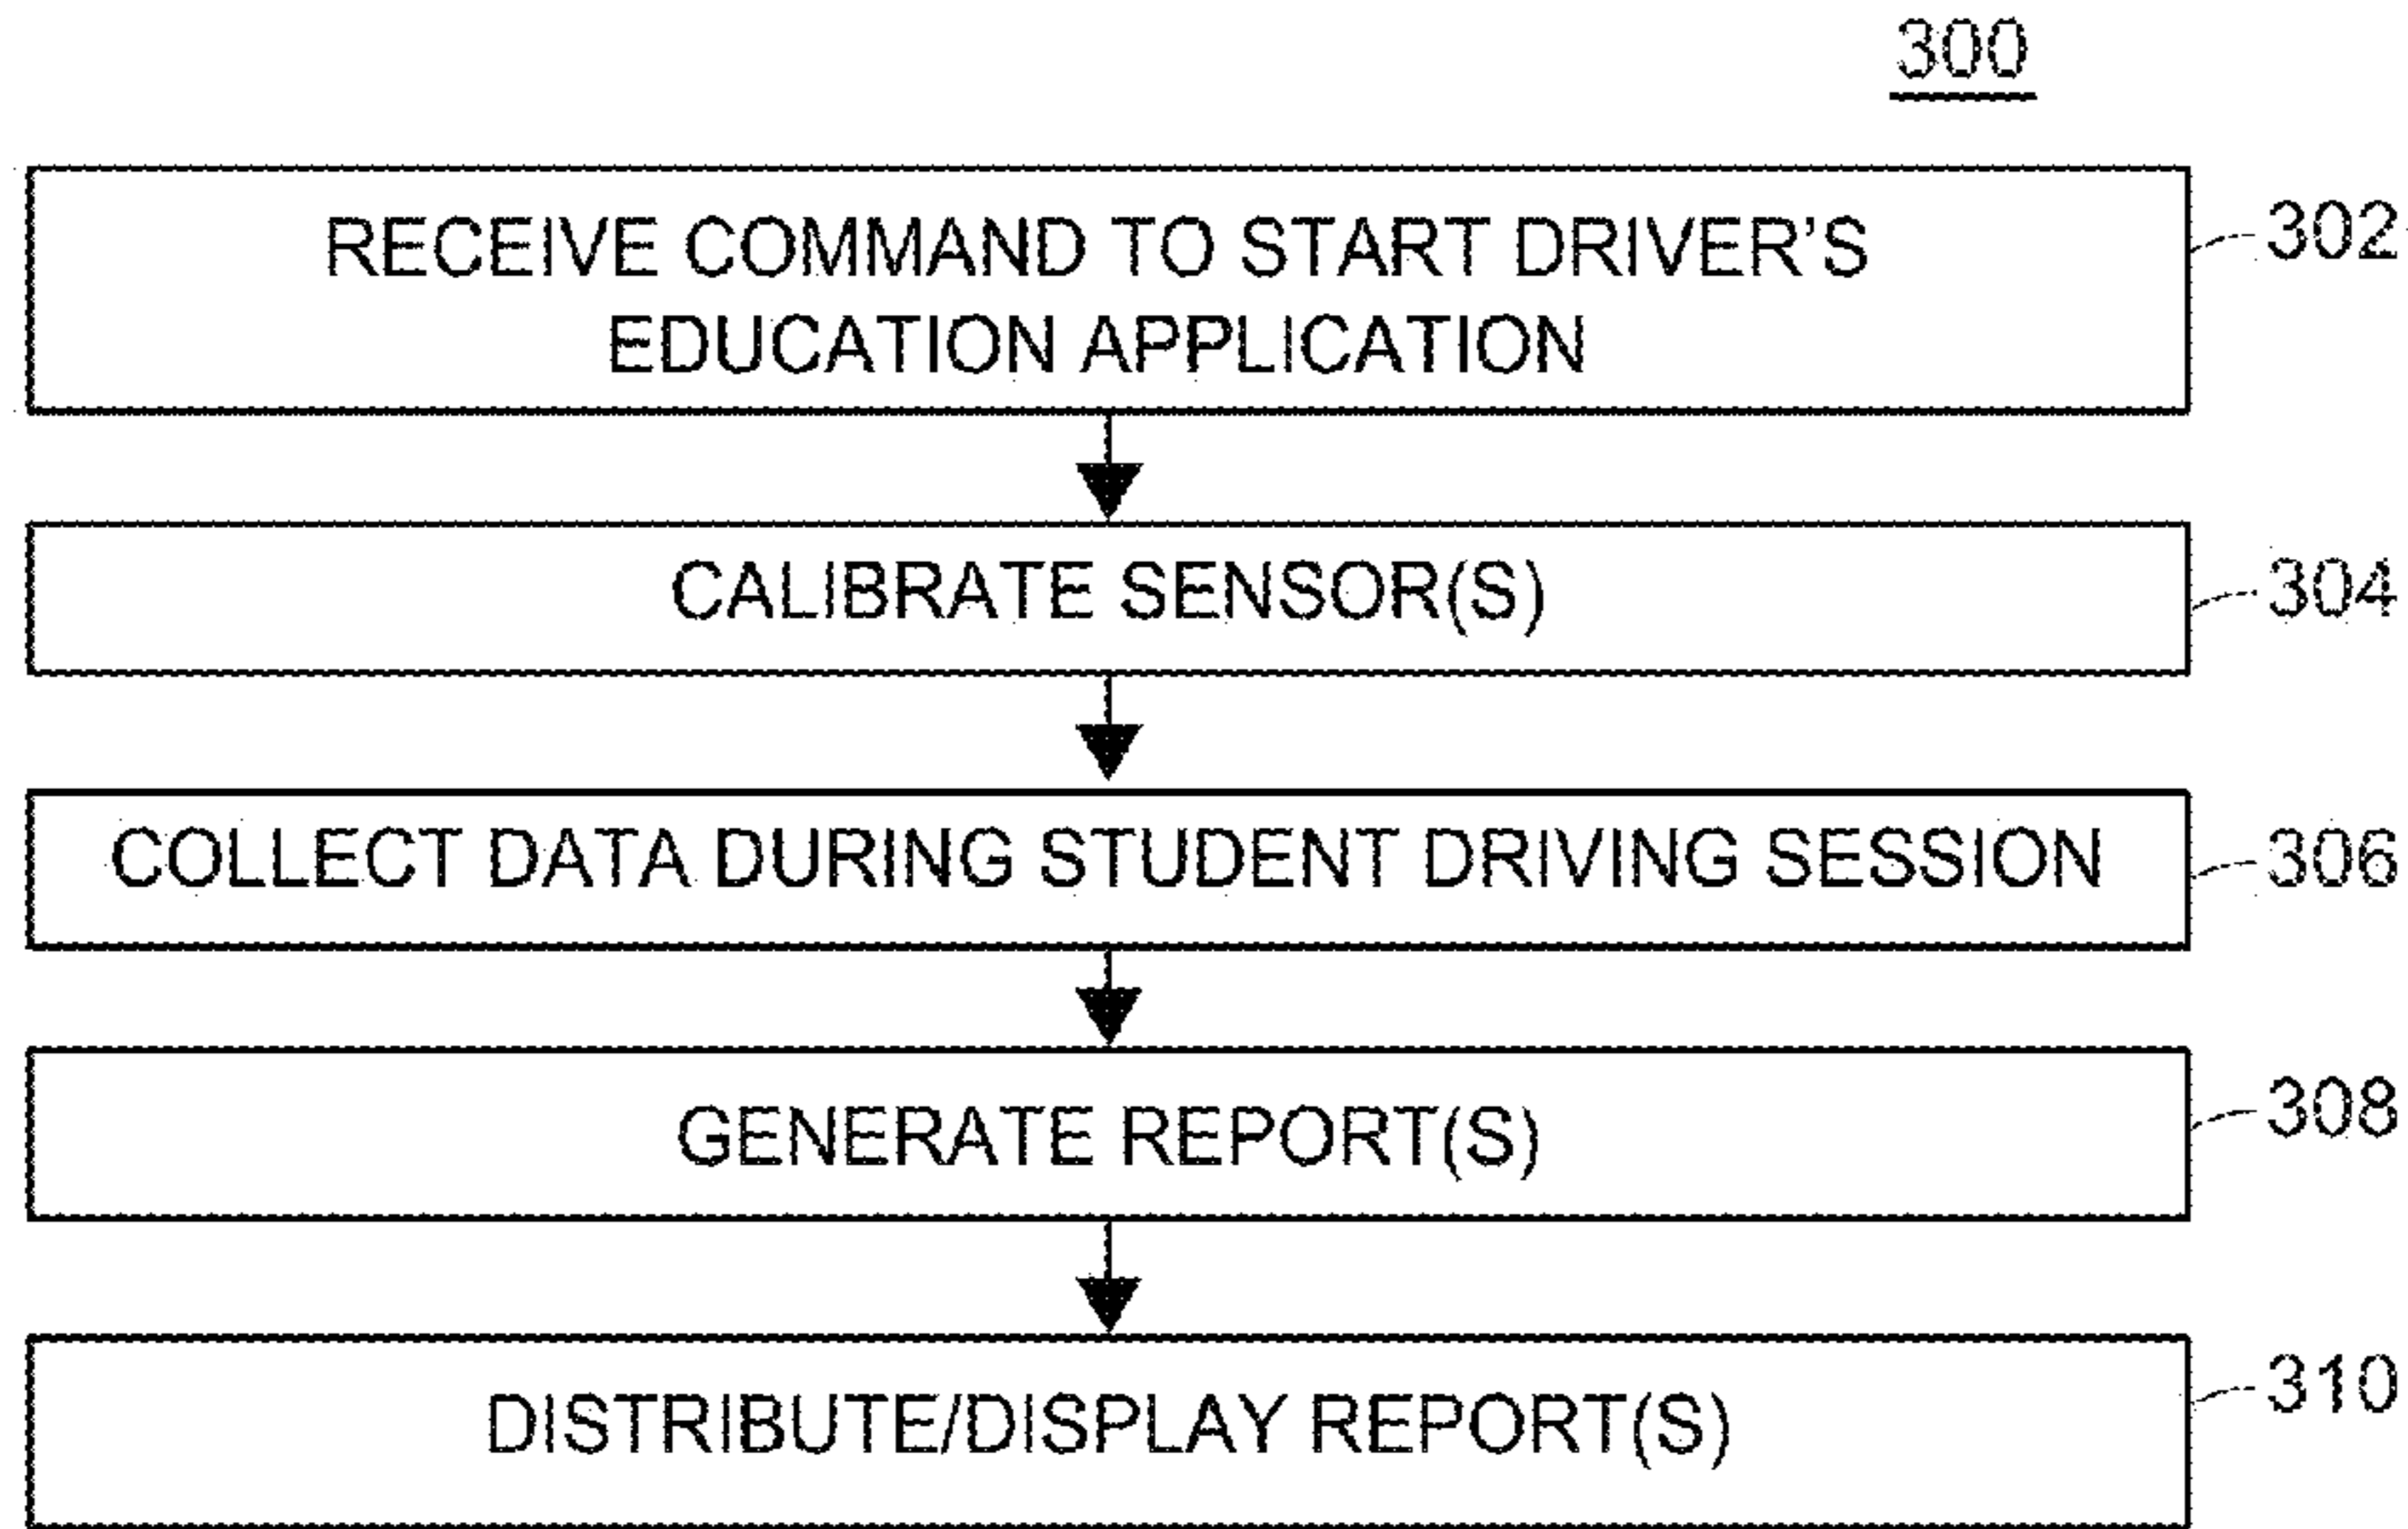 300
RECEIVE COMMAND TO START DRIVER'S
EDUCATION APPLICATION
302
CALIBRATE SENSOR(S)
304
COLLECT DATA DURING STUDENT DRIVING SESSION
306
GENERATE REPORT(S)
308
DISTRIBUTE/DISPLAY REPORT(S)
310